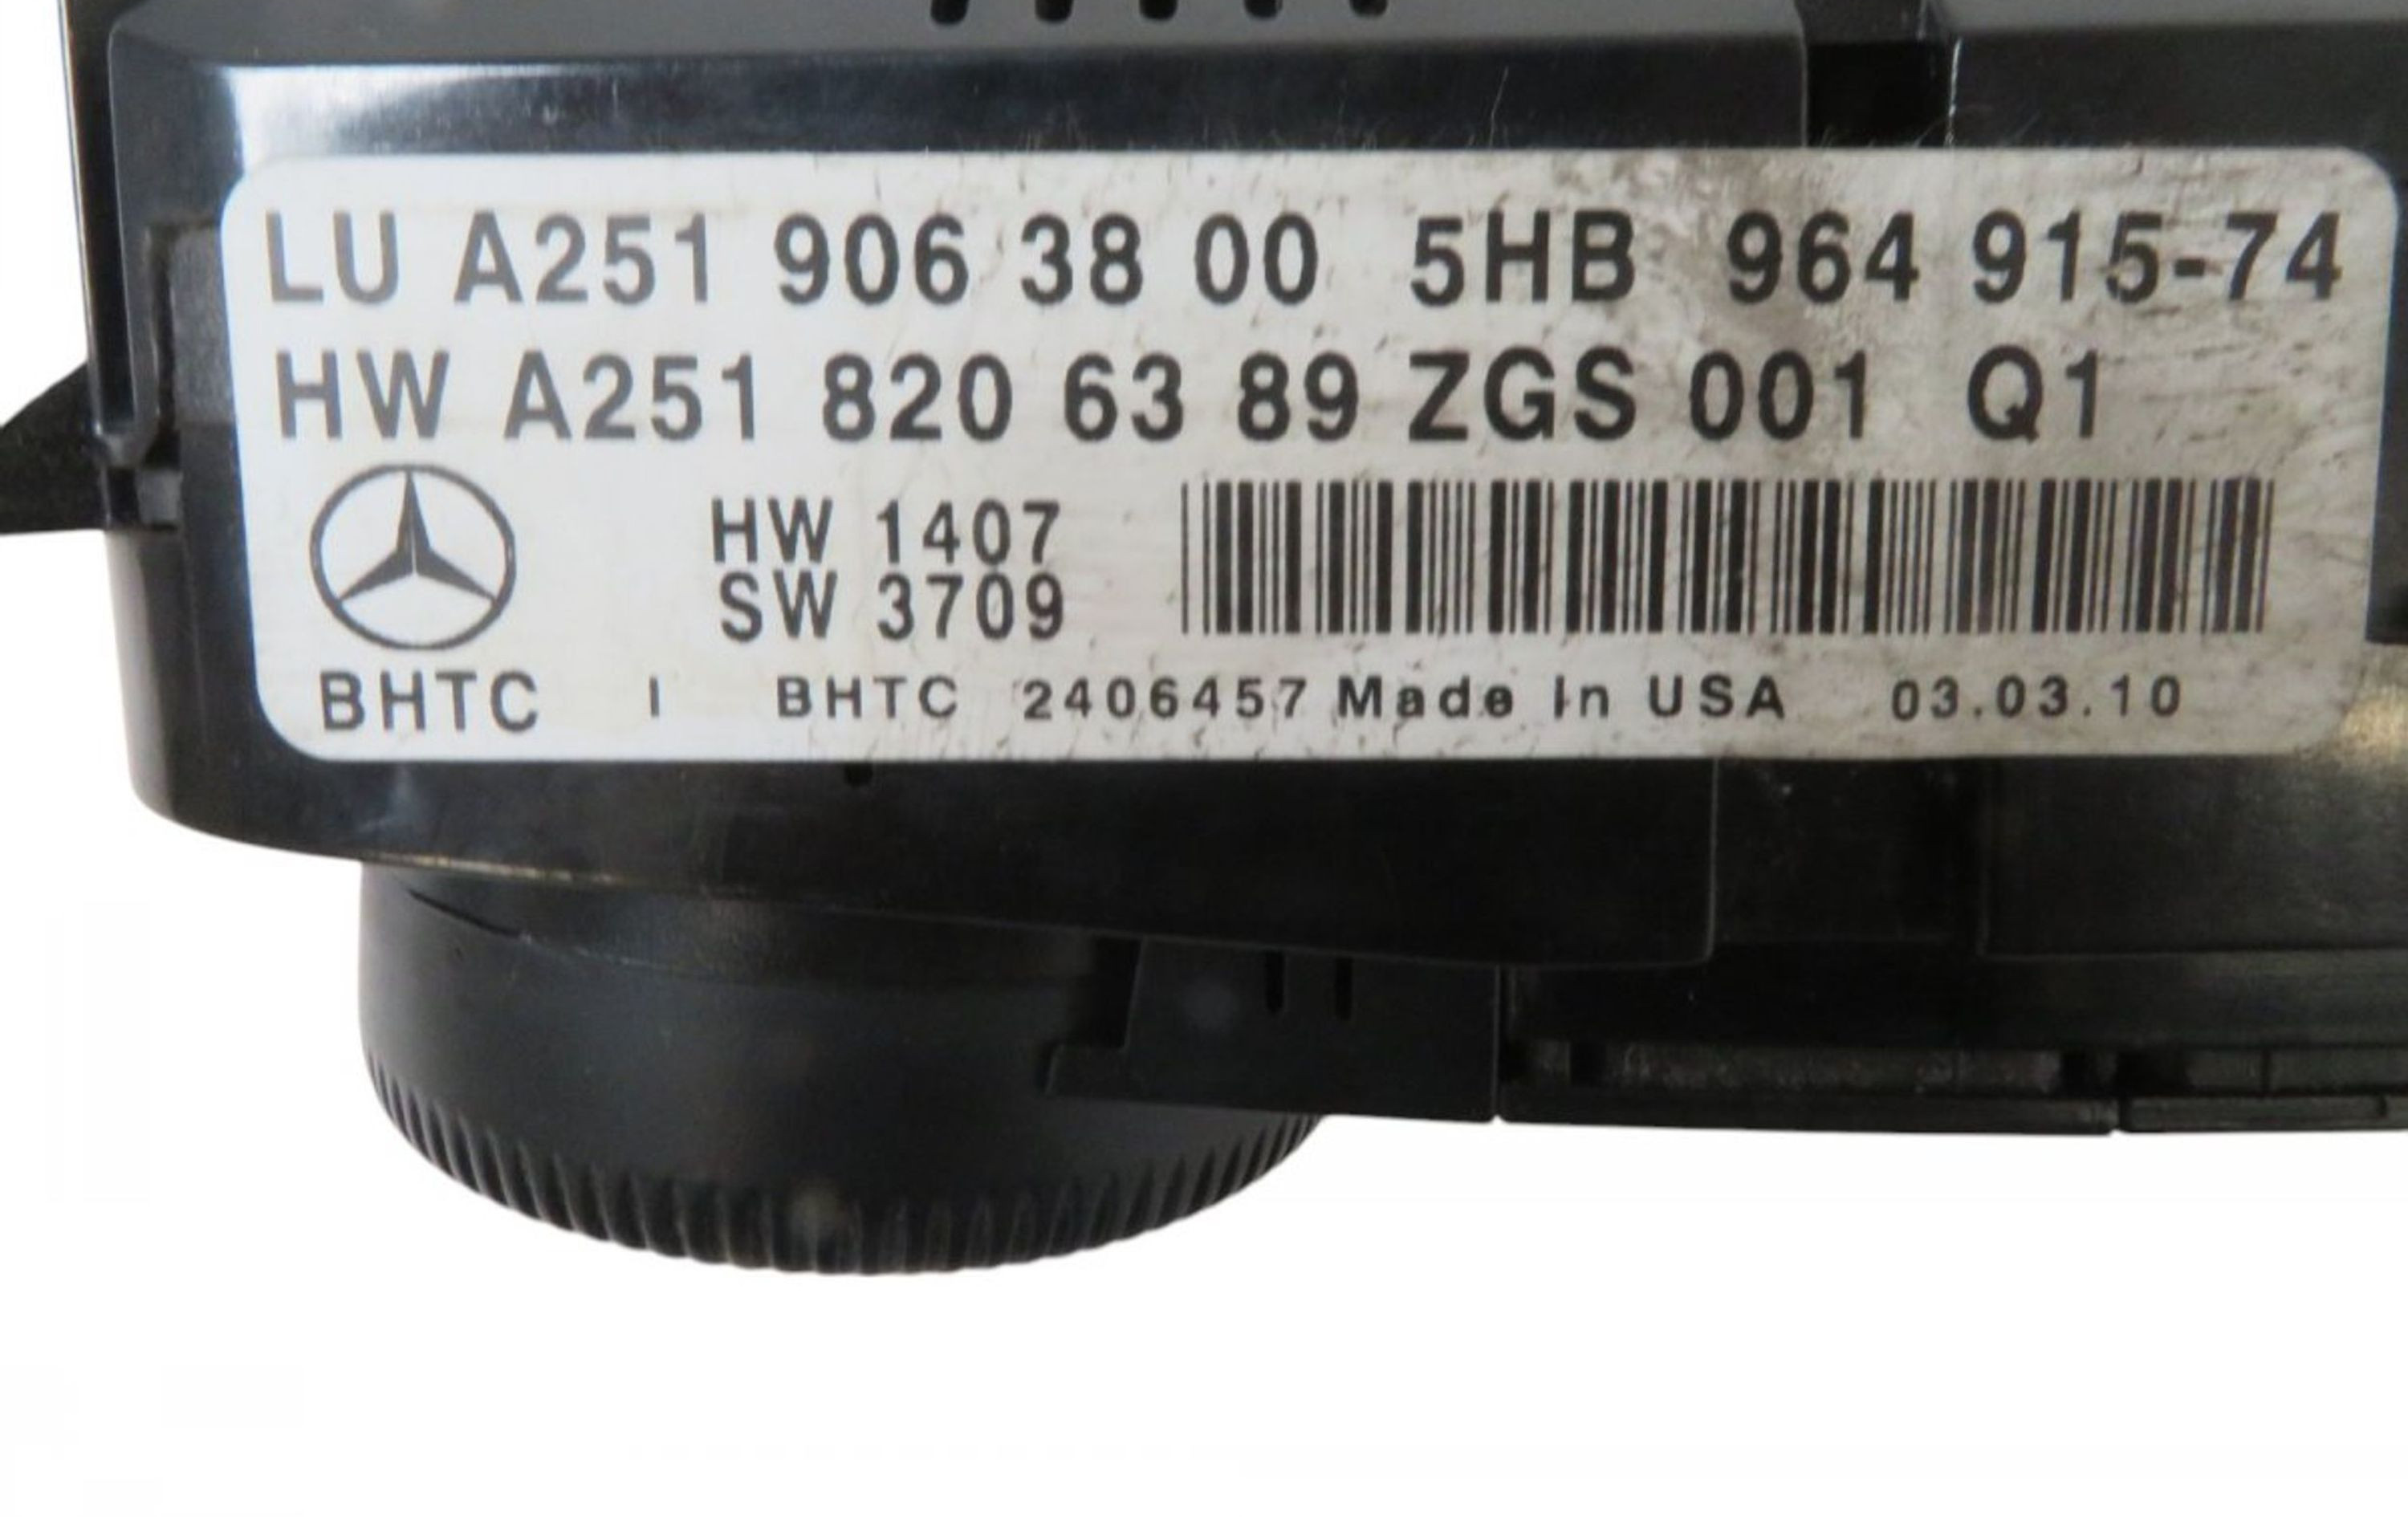 LU A251 906 38 00 5HB 964 915-74
HW A251 820 63 89 ZGS 001 Q1
HW 1407
SW 3709
BHTC I BHTC 2406457 Made In USA 03.03.10